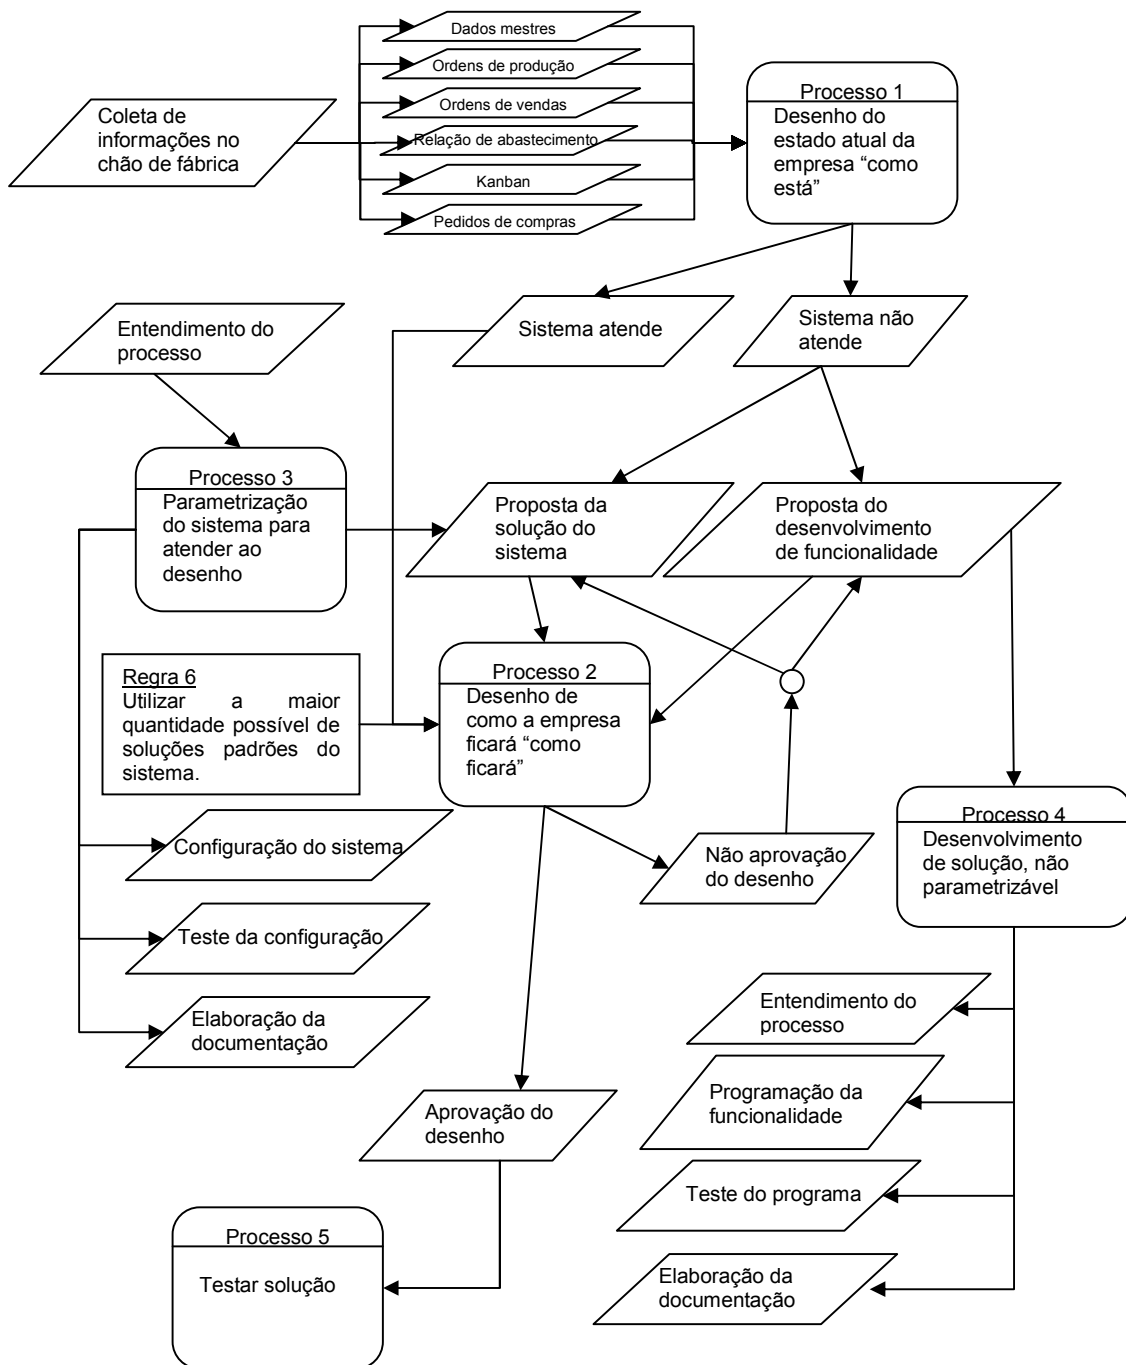 Dados mestres
Ordens de produção
Ordens de vendas
Relação de abastecimento
Kanban
Pedidos de compras
Coleta de
informações no
chão de fábrica
Processo 1
Desenho do
estado atual da
empresa “como
está”
Sistema atende
Sistema não
atende
Entendimento do
processo
Processo 3
Parametrização
do sistema para
atender ao
desenho
Proposta da
solução do
sistema
Proposta do
desenvolvimento
de funcionalidade
Regra 6
Utilizar a maior
quantidade possível de
soluções padrões do
sistema.
Processo 2
Desenho de
como a empresa
ficará “como
ficará”
Configuração do sistema
Teste da configuração
Elaboração da
documentação
Não aprovação
do desenho
Processo 4
Desenvolvimento
de solução, não
parametrizável
Entendimento do
processo
Programação da
funcionalidade
Teste do programa
Elaboração da
documentação
Aprovação do
desenho
Processo 5
Testar solução